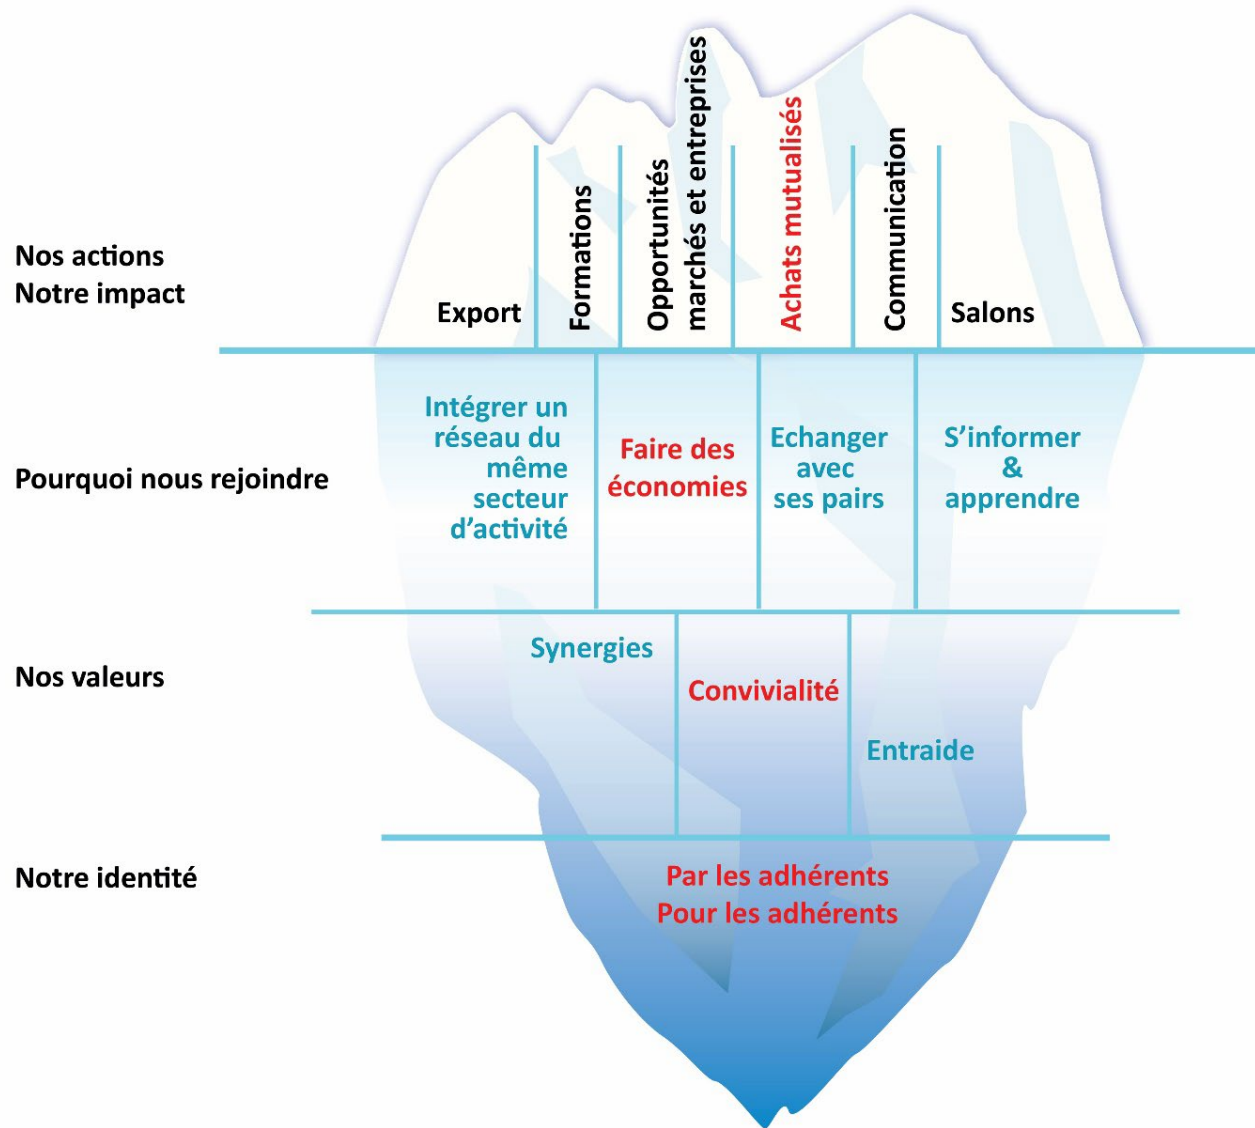 Nos actions
Notre impact
Export
Formations
Opportunités
marchés et entreprises
Achats mutualisés
Communication
Salons
Pourquoi nous rejoindre
Intégrer un
réseau du
même
secteur
d'activité
Faire des
économies
Echanger
avec
ses pairs
S'informer
&
apprendre
Nos valeurs
Synergies
Convivialité
Entraide
Notre identité
Par les adhérents
Pour les adhérents